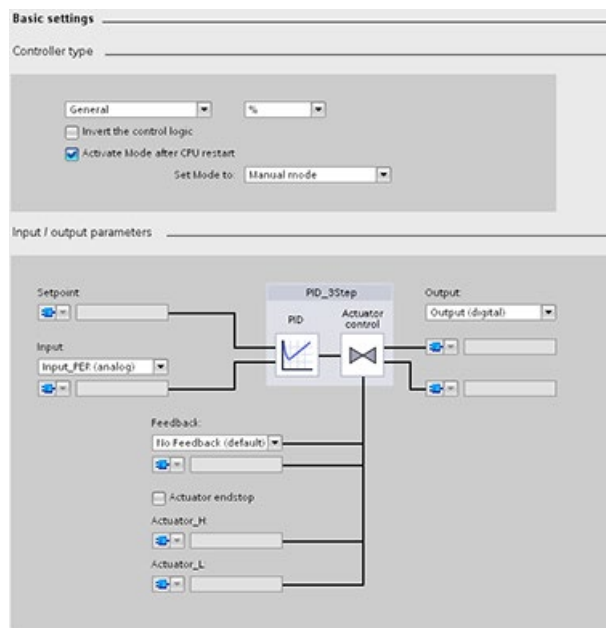 Basic settings
Controller type
General
%
Invert the control logic
Activate Mode after CPU restart
Set Mode to:
Manual mode
Input / output parameters
Setpoint:
PID_3Step
Output:
PID
Actuator control
Output (digital)
Input:
Input_PER (analog)
Feedback:
No Feedback (default)
Actuator endstop
Actuator_H:
Actuator_L: